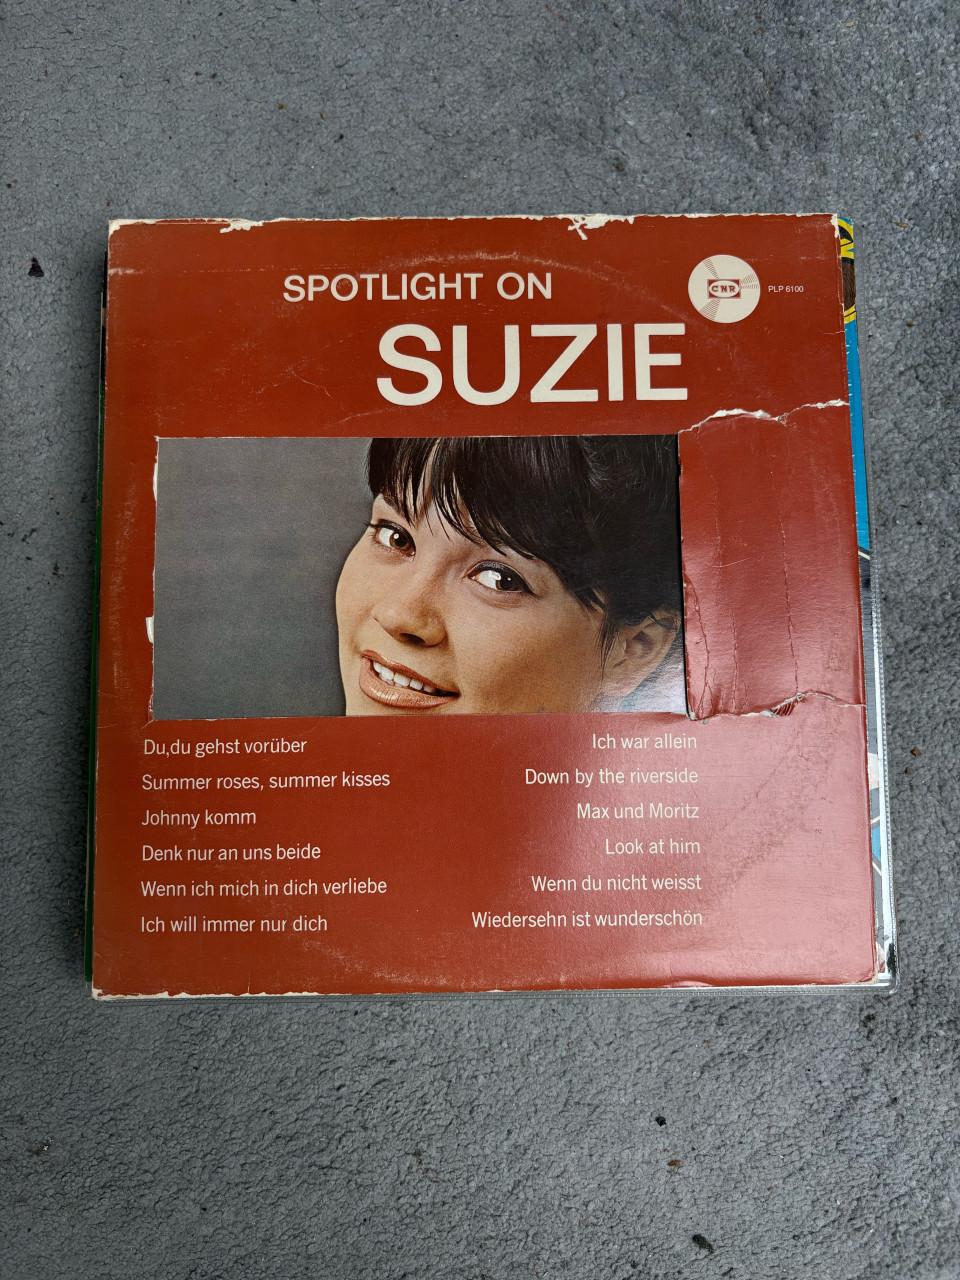 SPOTLIGHT ON
CNR
PLP 6100
SUZIE
Du,du gehst vorüber
Summer roses, summer kisses
Johnny komm
Denk nur an uns beide
Wenn ich mich in dich verliebe
Ich will immer nur dich
Ich war allein
Down by the riverside
Max und Moritz
Look at him
Wenn du nicht weisst
Wiedersehn ist wunderschön